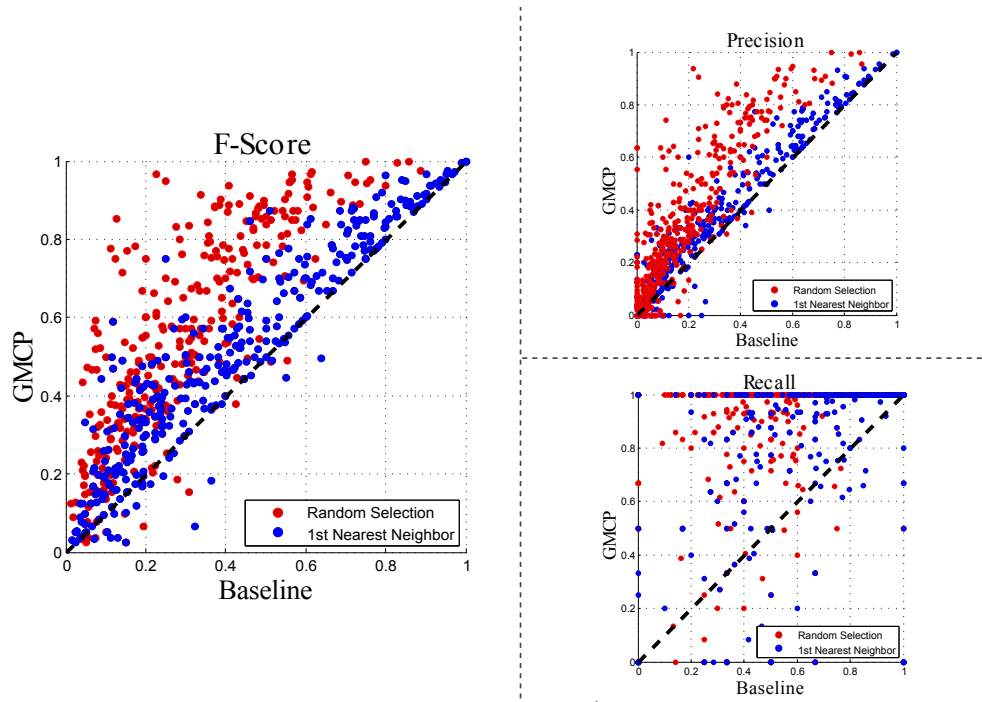 F-Score
1
0.8
0.6
0.4
0.2
0
GMCP
0 0.2 0.4 0.6 0.8 1
Baseline
Random Selection
1st Nearest Neighbor
Precision
1
0.8
0.6
0.4
0.2
0
GMCP
0 0.2 0.4 0.6 0.8 1
Baseline
Random Selection
1st Nearest Neighbor
Recall
1
0.8
0.6
0.4
0.2
0
GMCP
0 0.2 0.4 0.6 0.8 1
Baseline
Random Selection
1st Nearest Neighbor